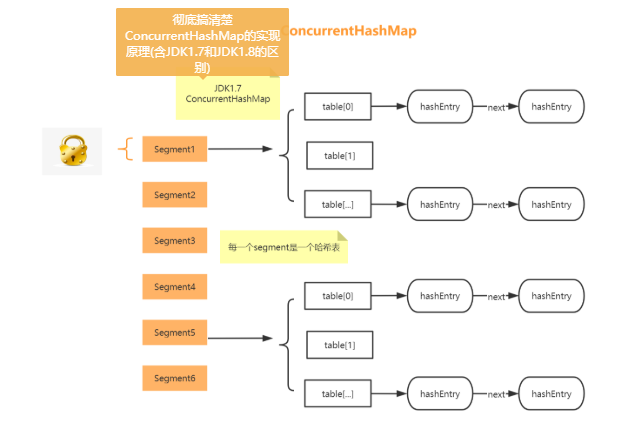 彻底搞清楚
ConcurrentHashMap的实现
原理(含JDK1.7和JDK1.8的区
别)
ConcurrentHashMap
JDK1.7
ConcurrentHashMap
table[0]
hashEntry
next
hashEntry
Segment1
table[1]
Segment2
table[...]
hashEntry
next
hashEntry
Segment3
每一个segment是一个哈希表
Segment4
table[0]
hashEntry
next
hashEntry
Segment5
table[1]
Segment6
table[...]
hashEntry
next
hashEntry